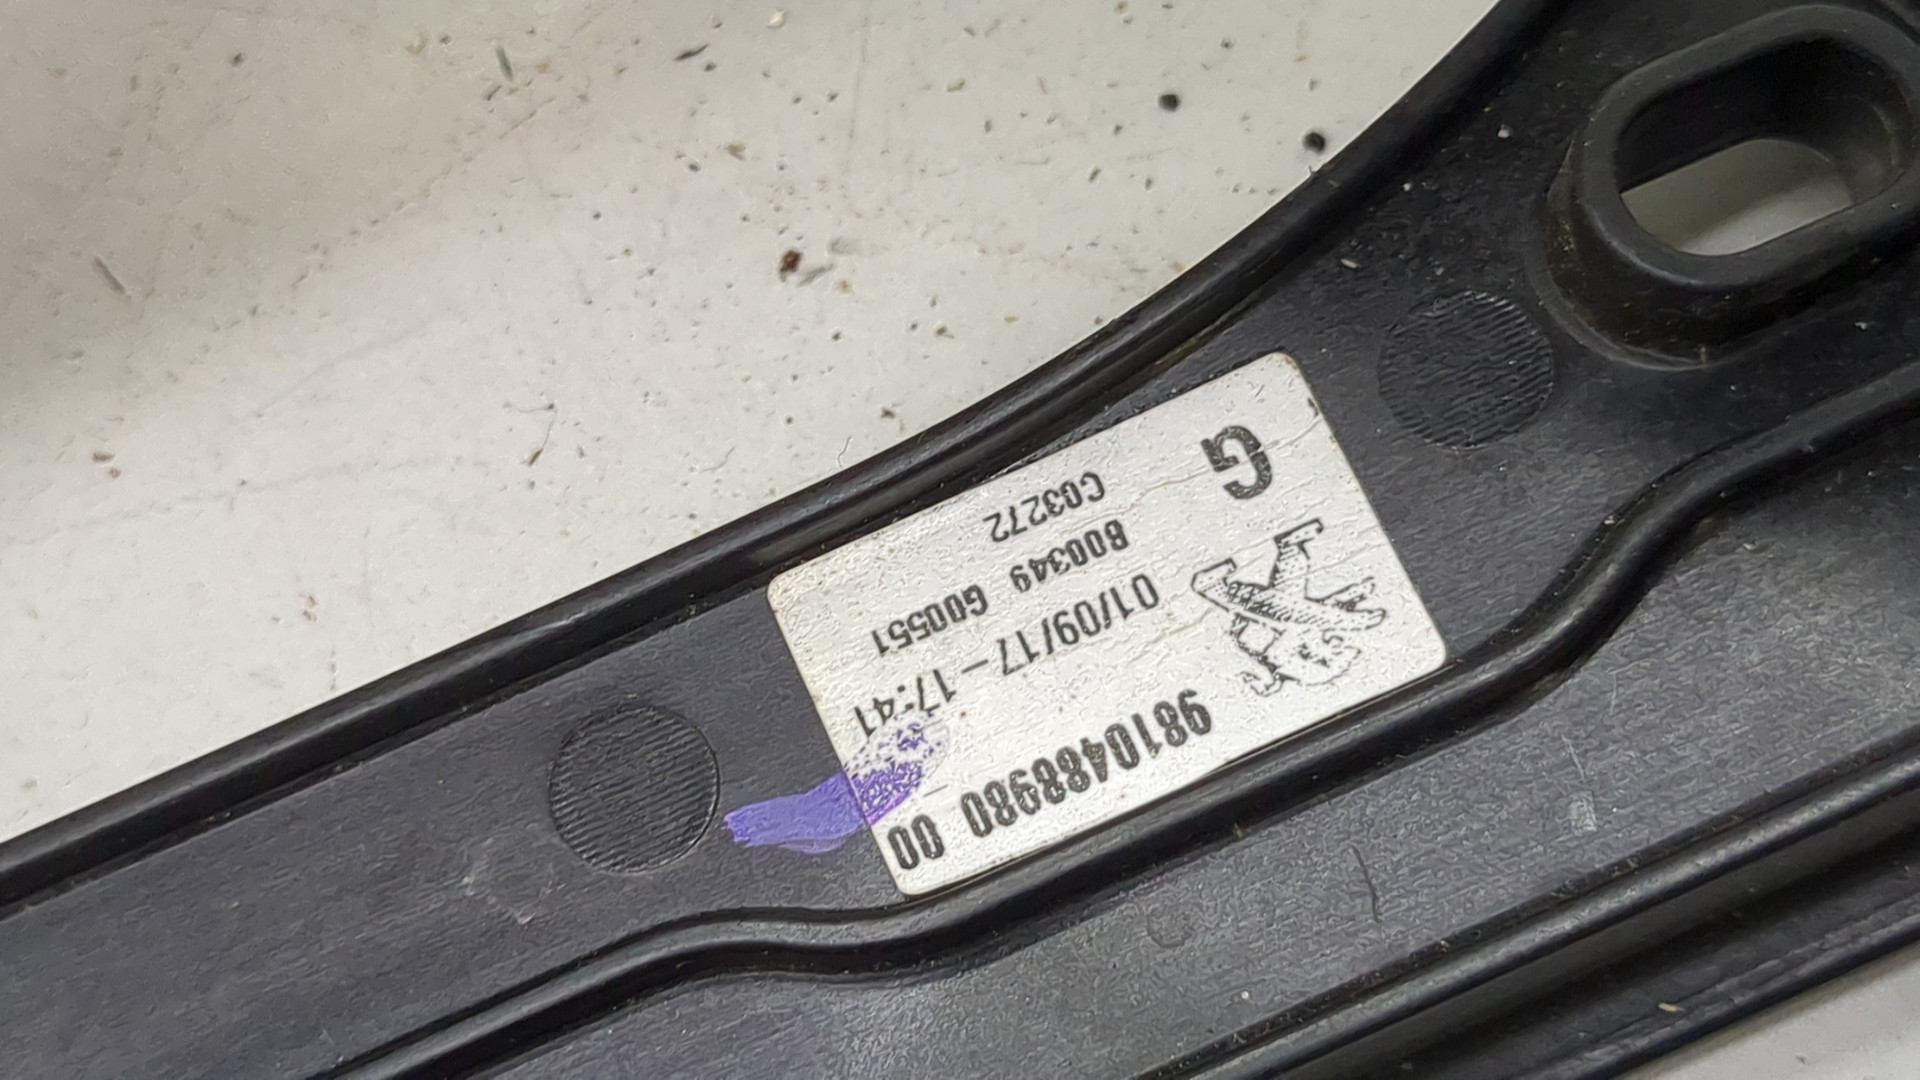 9810488980 00
01/09/17 - 17:41
B00349 G00551
C03272
G